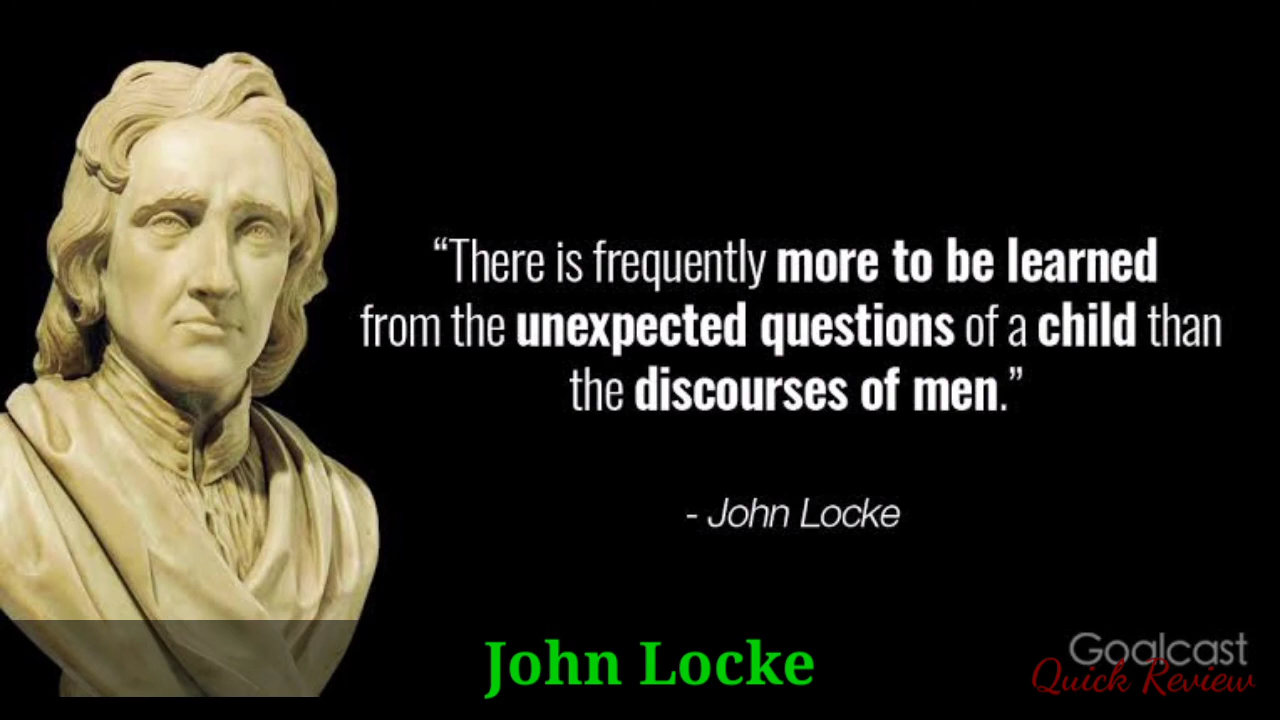 “There is frequently more to be learned
from the unexpected questions of a child than
the discourses of men.”
- John Locke
John Locke
Goalcast
Quick Review